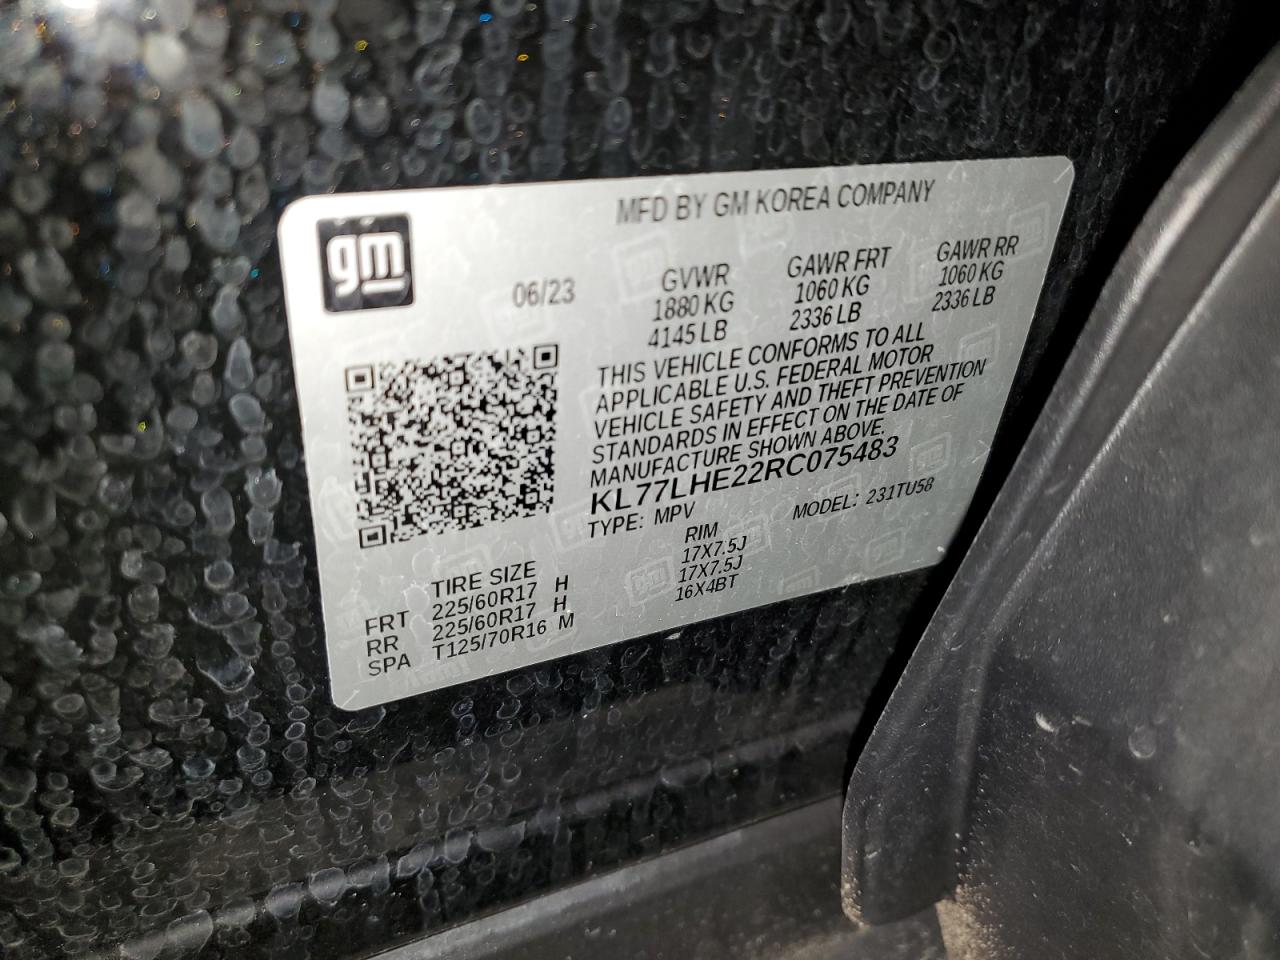 gm
MFD BY GM KOREA COMPANY
06/23
GVWR
1880 KG
4145 LB
GAWR FRT
1060 KG
2336 LB
GAWR RR
1060 KG
2336 LB
THIS VEHICLE CONFORMS TO ALL
APPLICABLE U.S. FEDERAL MOTOR
VEHICLE SAFETY AND THEFT PREVENTION
STANDARDS IN EFFECT ON THE DATE OF
MANUFACTURE SHOWN ABOVE.
KL77LHE22RC075483
TYPE: MPV MODEL: 231TU58
TIRE SIZE RIM
FRT 225/60R17 H 17X7.5J
RR 225/60R17 H 17X7.5J
SPA T125/70R16 M 16X4BT